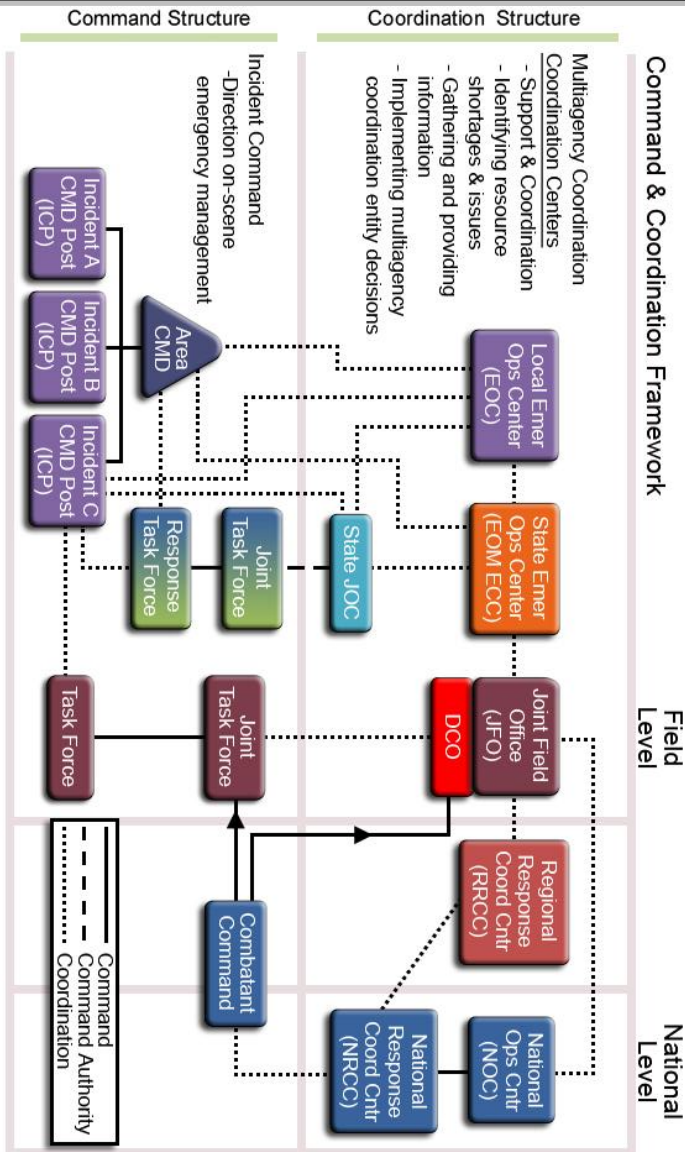 Command & Coordination Framework
Field
Level
National
Level
Coordination Structure
Multiagency Coordination
Coordination Centers
- Support & Coordination
- Identifying resource
shortages & issues
- Gathering and providing
information
- Implementing multiagency
coordination entity decisions
Local Emer
Ops Center
(EOC)
State Emer
Ops Center
(EOM ECC)
Joint Field
Office
(JFO)
DCO
Regional
Response
Coord Cntr
(RRCC)
National
Ops Cntr
(NOC)
National
Response
Coord Cntr
(NRCC)
State JOC
Command Structure
Incident Command
-Direction on-scene
emergency management
Area
CMD
Joint
Task Force
Response
Task Force
Joint
Task Force
Combatant
Command
Incident A
CMD Post
(ICP)
Incident B
CMD Post
(ICP)
Incident C
CMD Post
(ICP)
Task Force
Command
Command Authority
Coordination